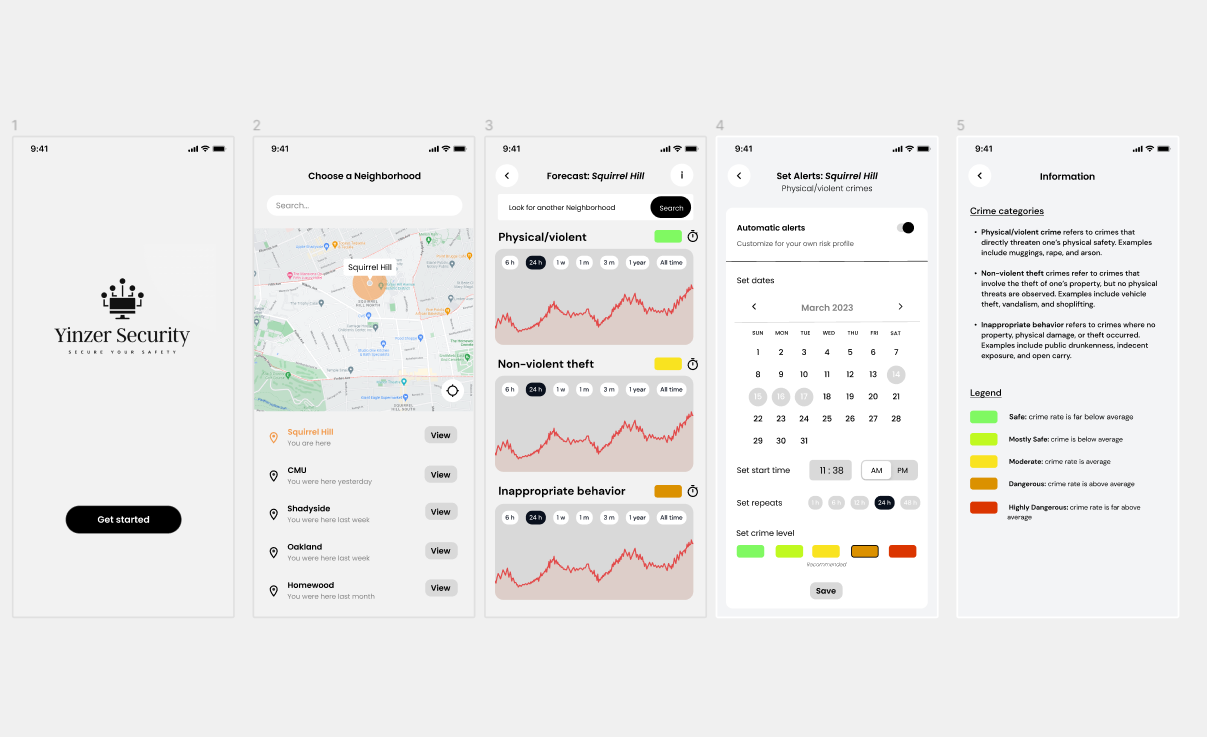 1
9:41
Yinzer Security
SECURE YOUR SAFETY
Get started
2
9:41
Choose a Neighborhood
Search...
Squirrel Hill
SQUIRREL
HILL NORTH
SQUIRREL
HILL SOUTH
Squirrel Hill
You are here
View
CMU
You were here yesterday
View
Shadyside
You were here last week
View
Oakland
You were here last week
View
Homewood
You were here last month
View
3
9:41
Forecast: Squirrel Hill
i
Look for another Neighborhood
Search
Physical/violent
6 h 24 h 1 w 1 m 3 m 1 year All time
Non-violent theft
6 h 24 h 1 w 1 m 3 m 1 year All time
Inappropriate behavior
6 h 24 h 1 w 1 m 3 m 1 year All time
4
9:41
Set Alerts: Squirrel Hill
Physical/violent crimes
Automatic alerts
Customize for your own risk profile
Set dates
March 2023
SUN MON TUE WED THU FRI SAT
1 2 3 4 5 6 7
8 9 10 11 12 13 14
15 16 17 18 19 20 21
22 23 24 25 26 27 28
29 30 31
Set start time
11 : 38
AM PM
Set repeats
1 h 6 h 12 h 24 h 48 h
Set crime level
Recommended
Save
5
9:41
Information
Crime categories
• Physical/violent crime refers to crimes that
directly threaten one's physical safety. Examples
include muggings, rape, and arson.
• Non-violent theft crimes refer to crimes that
involve the theft of one's property, but no physical
threats are observed. Examples include vehicle
theft, vandalism, and shoplifting.
• Inappropriate behavior refers to crimes where no
property, physical damage, or theft occurred.
Examples include public drunkenness, indecent
exposure, and open carry.
Legend
Safe: crime rate is far below average
Mostly Safe: crime is below average
Moderate: crime rate is average
Dangerous: crime rate is above average
Highly Dangerous: crime rate is far above
average